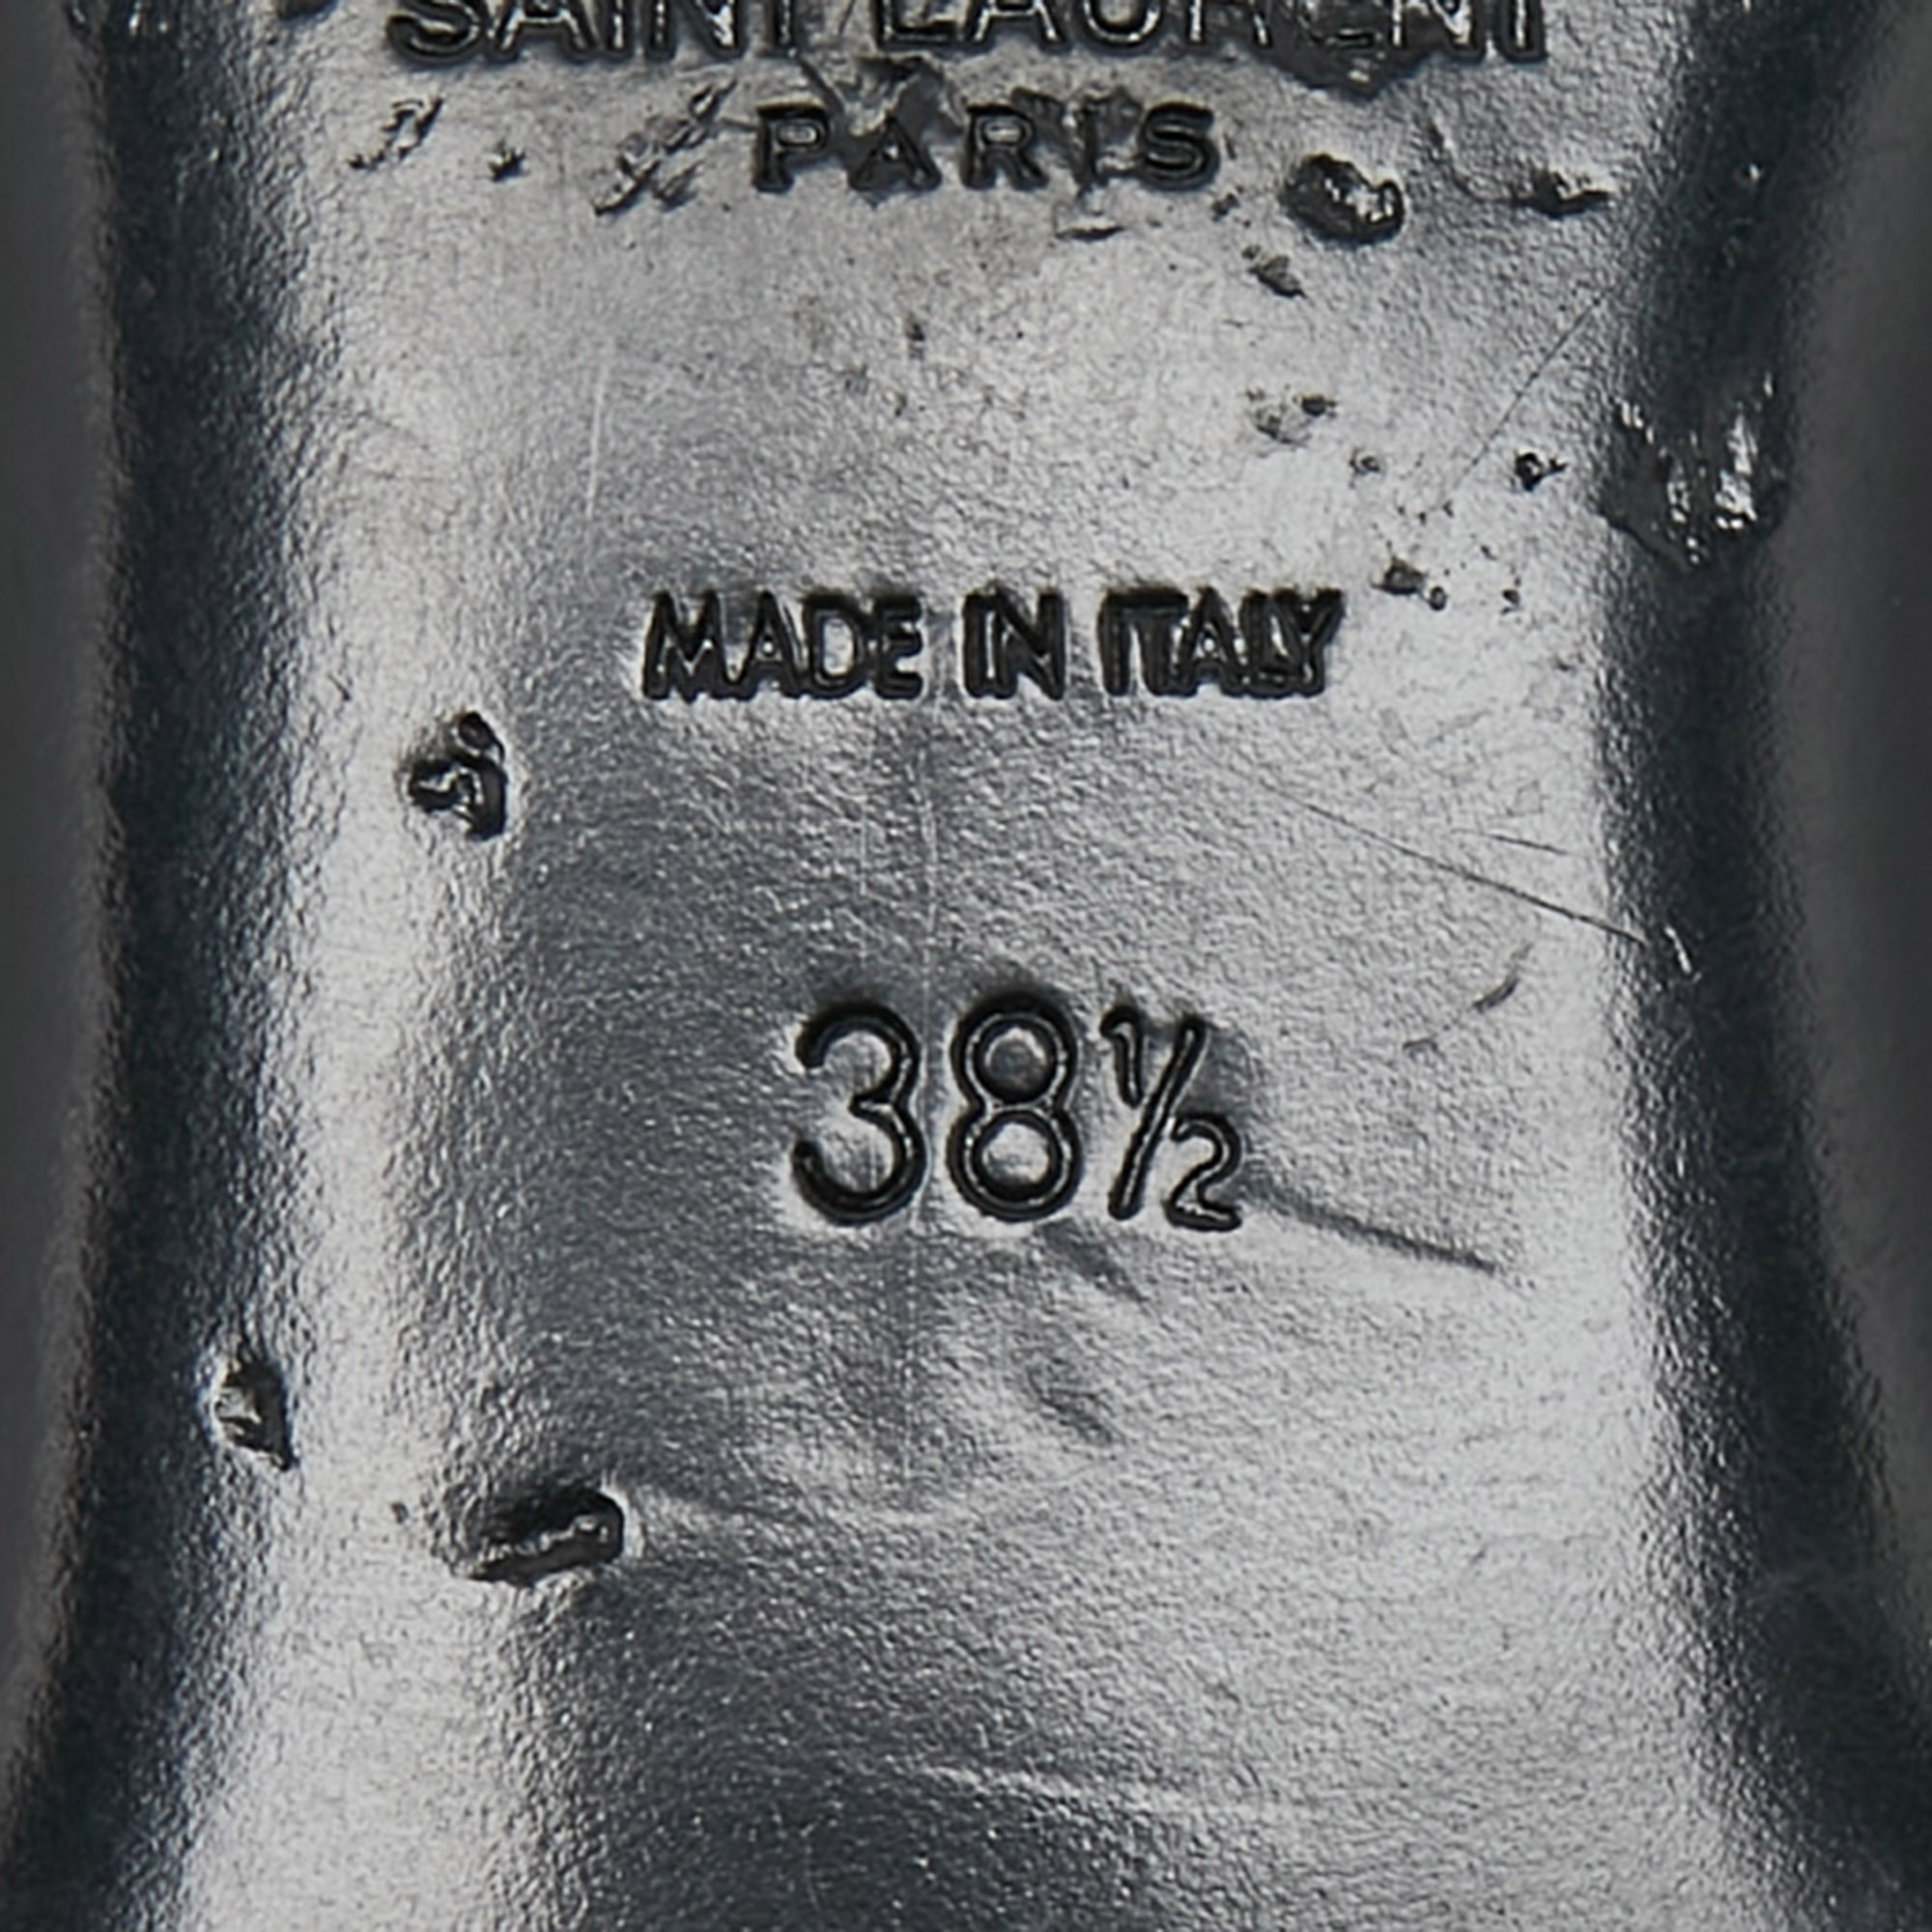 SAINT LAURENT
PARIS
MADE IN ITALY
38½